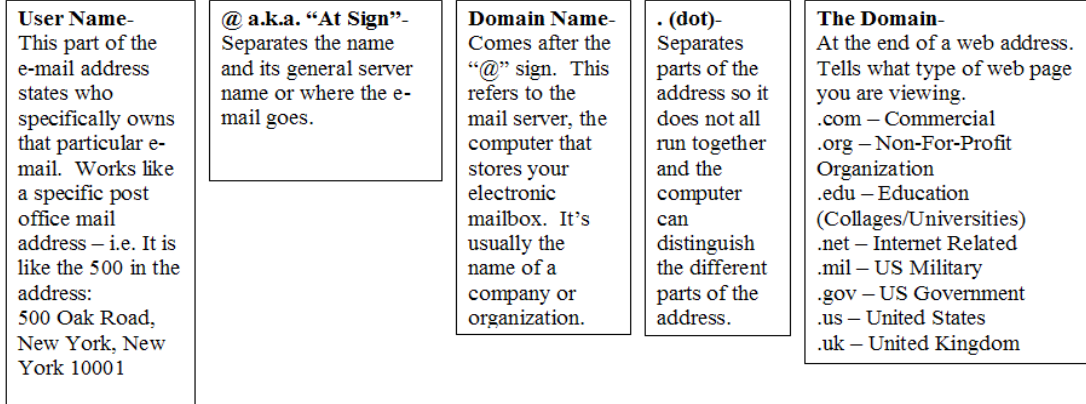 User Name-
This part of the
e-mail address
states who
specifically owns
that particular e-
mail.  Works like
a specific post
office mail
address – i.e. It is
like the 500 in the
address:
500 Oak Road,
New York, New
York 10001
@ a.k.a. “At Sign”-
Separates the name
and its general server
name or where the e-
mail goes.
Domain Name-
Comes after the
“@” sign.  This
refers to the
mail server, the
computer that
stores your
electronic
mailbox.  It’s
usually the
name of a
company or
organization.
. (dot)-
Separates
parts of the
address so it
does not all
run together
and the
computer
can
distinguish
the different
parts of the
address.
The Domain-
At the end of a web address.
Tells what type of web page
you are viewing.
.com – Commercial
.org – Non-For-Profit
Organization
.edu – Education
(Collages/Universities)
.net – Internet Related
.mil – US Military
.gov – US Government
.us – United States
.uk – United Kingdom